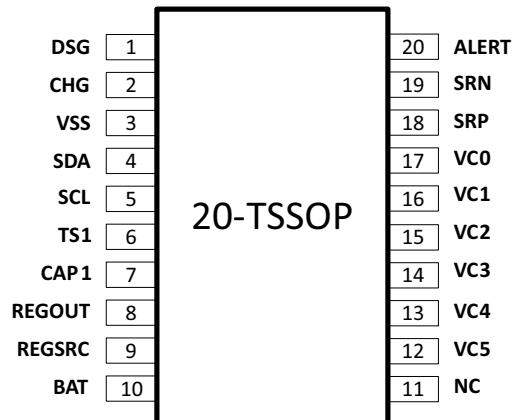 DSG 1 20 ALERT
CHG 2 19 SRN
VSS 3 18 SRP
SDA 4 17 VC0
SCL 5 16 VC1
20-TSSOP
TS1 6 15 VC2
CAP1 7 14 VC3
REGOUT 8 13 VC4
REGSRC 9 12 VC5
BAT 10 11 NC